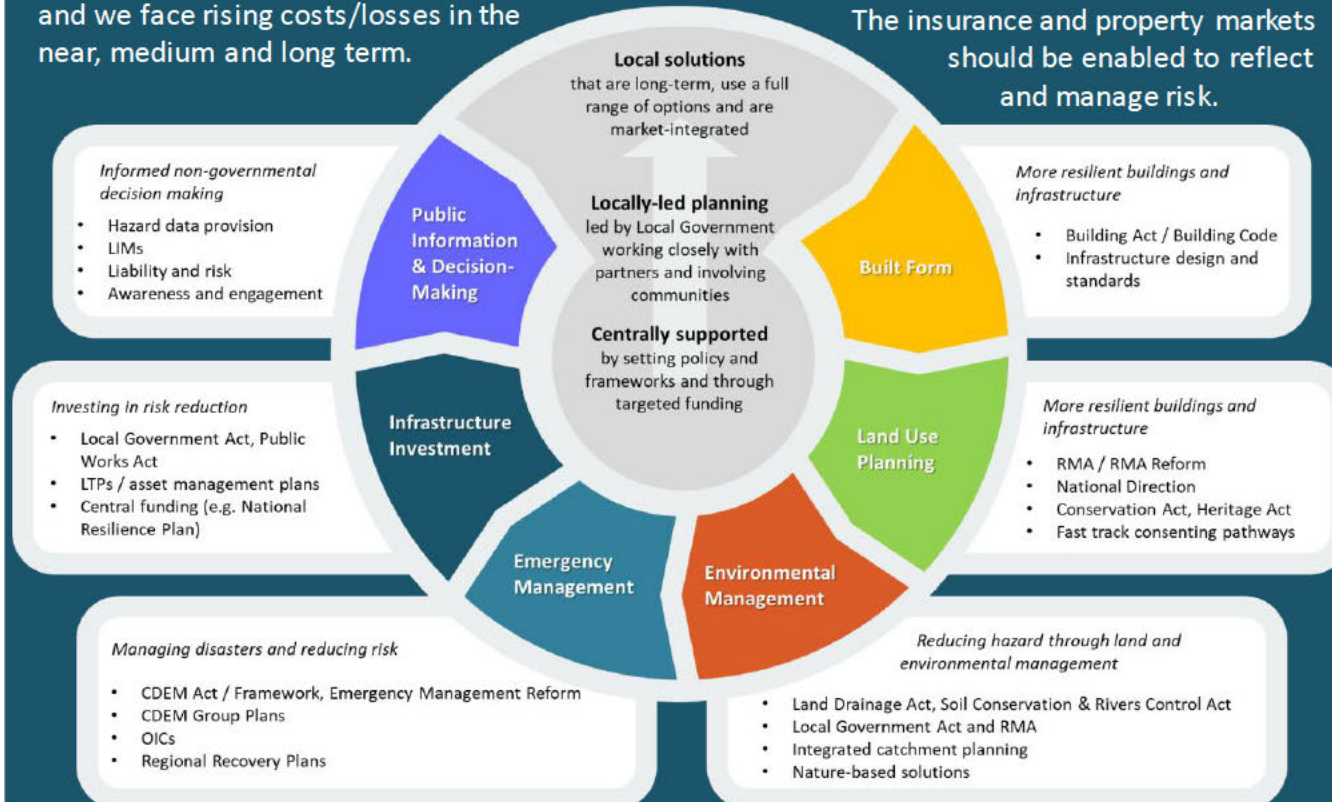 and we face rising costs/losses in the
near, medium and long term.
The insurance and property markets
should be enabled to reflect
and manage risk.
Local solutions
that are long-term, use a full
range of options and are
market-integrated
Locally-led planning
led by Local Government
working closely with
partners and involving
communities
Centrally supported
by setting policy and
frameworks and through
targeted funding
Public
Information
& Decision-
Making
Informed non-governmental
decision making
• Hazard data provision
• LIMs
• Liability and risk
• Awareness and engagement
Built Form
More resilient buildings and
infrastructure
• Building Act / Building Code
• Infrastructure design and
standards
Infrastructure
Investment
Investing in risk reduction
• Local Government Act, Public
Works Act
• LTPs / asset management plans
• Central funding (e.g. National
Resilience Plan)
Land Use
Planning
More resilient buildings and
infrastructure
• RMA / RMA Reform
• National Direction
• Conservation Act, Heritage Act
• Fast track consenting pathways
Emergency
Management
Managing disasters and reducing risk
• CDEM Act / Framework, Emergency Management Reform
• CDEM Group Plans
• OICs
• Regional Recovery Plans
Environmental
Management
Reducing hazard through land and
environmental management
• Land Drainage Act, Soil Conservation & Rivers Control Act
• Local Government Act and RMA
• Integrated catchment planning
• Nature-based solutions